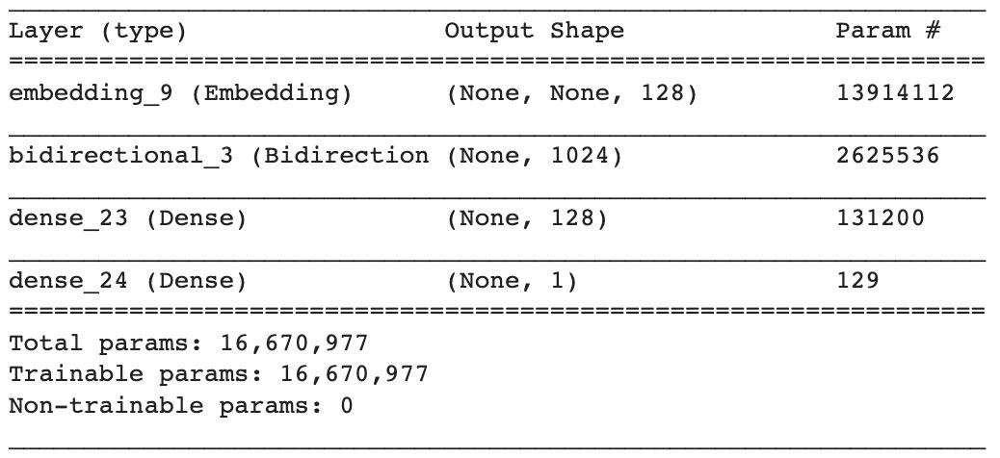 Layer (type) Output Shape Param #
=================================================================
embedding_9 (Embedding) (None, None, 128) 13914112
_________________________________________________________________
bidirectional_3 (Bidirection (None, 1024) 2625536
_________________________________________________________________
dense_23 (Dense) (None, 128) 131200
_________________________________________________________________
dense_24 (Dense) (None, 1) 129
=================================================================
Total params: 16,670,977
Trainable params: 16,670,977
Non-trainable params: 0
_________________________________________________________________